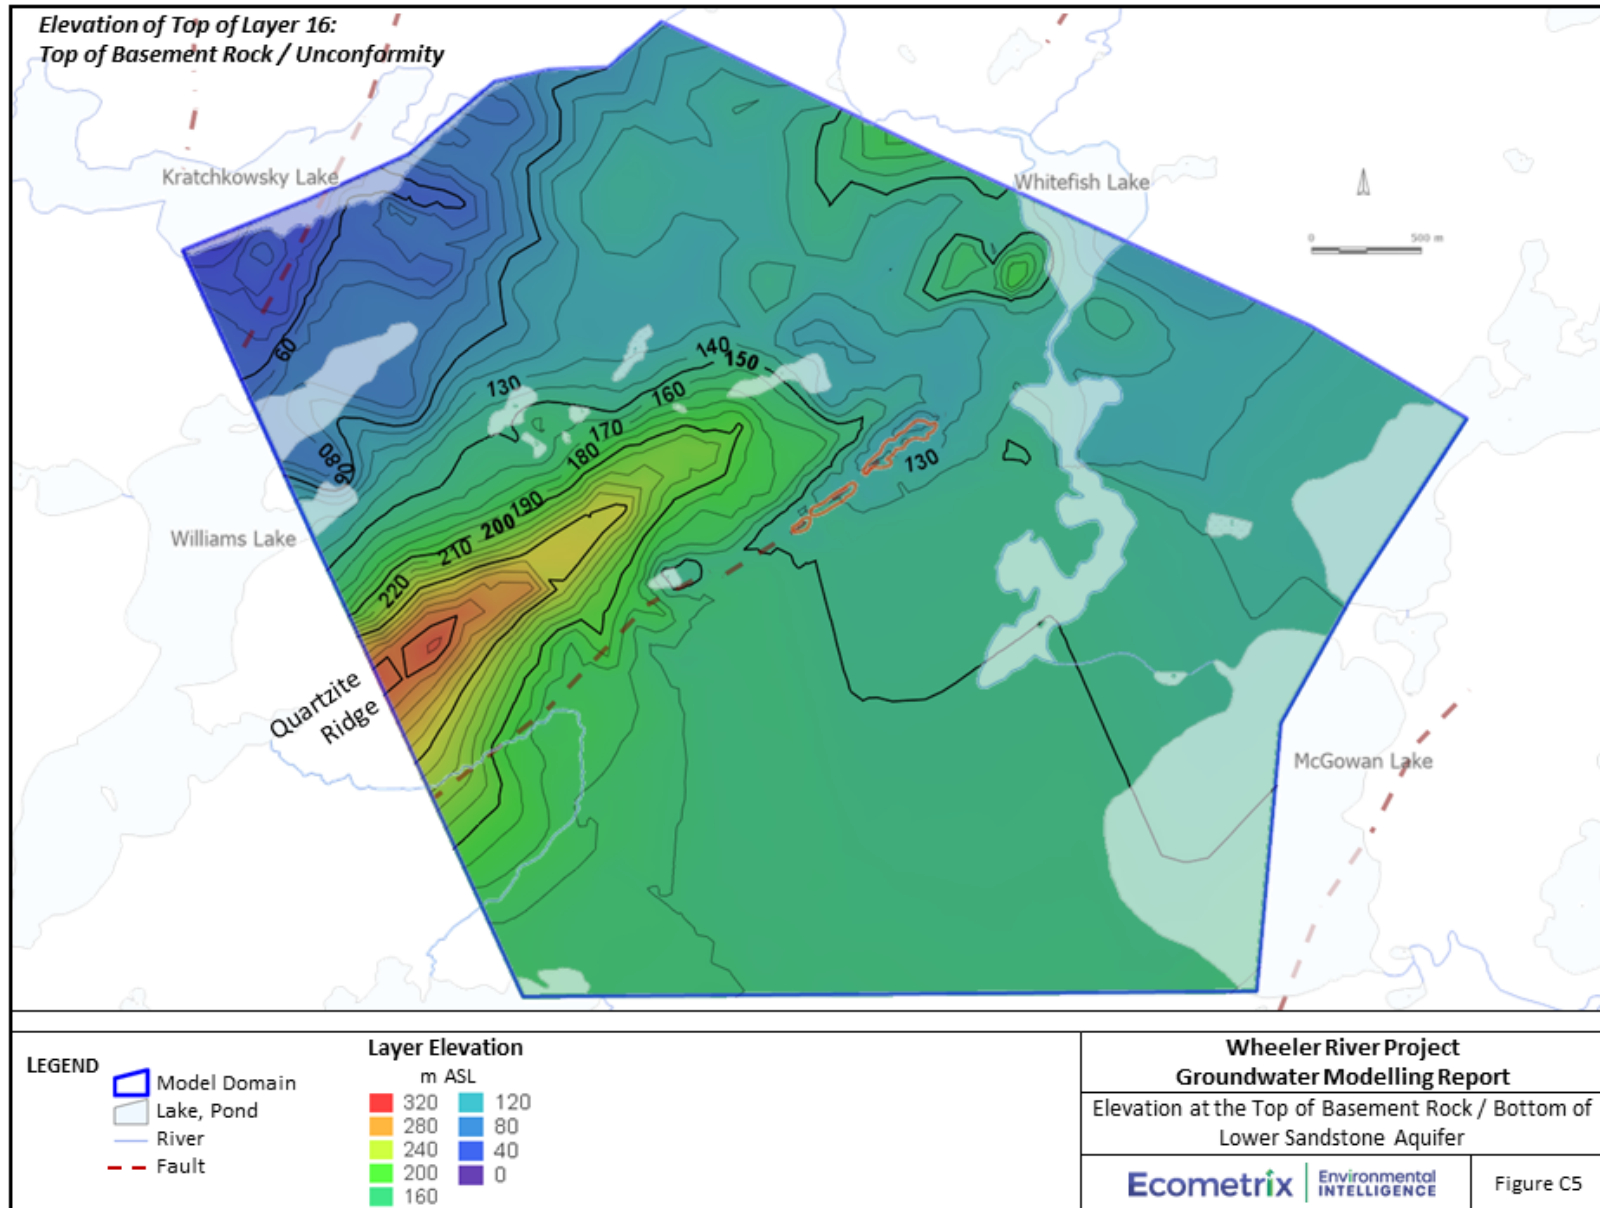 Elevation of Top of Layer 16:
Top of Basement Rock / Unconformity
Kratchkowsky Lake
Whitefish Lake
0 500 m
60
140
150
130
160
170
180
080
90
130
190
200
210
Williams Lake
220
Quartzite
Ridge
McGowan Lake
LEGEND
Model Domain
Lake, Pond
River
Fault
Layer Elevation
m ASL
320 120
280 80
240 40
200 0
160
Wheeler River Project
Groundwater Modelling Report
Elevation at the Top of Basement Rock / Bottom of
Lower Sandstone Aquifer
Ecometrix
Environmental
INTELLIGENCE
Figure C5